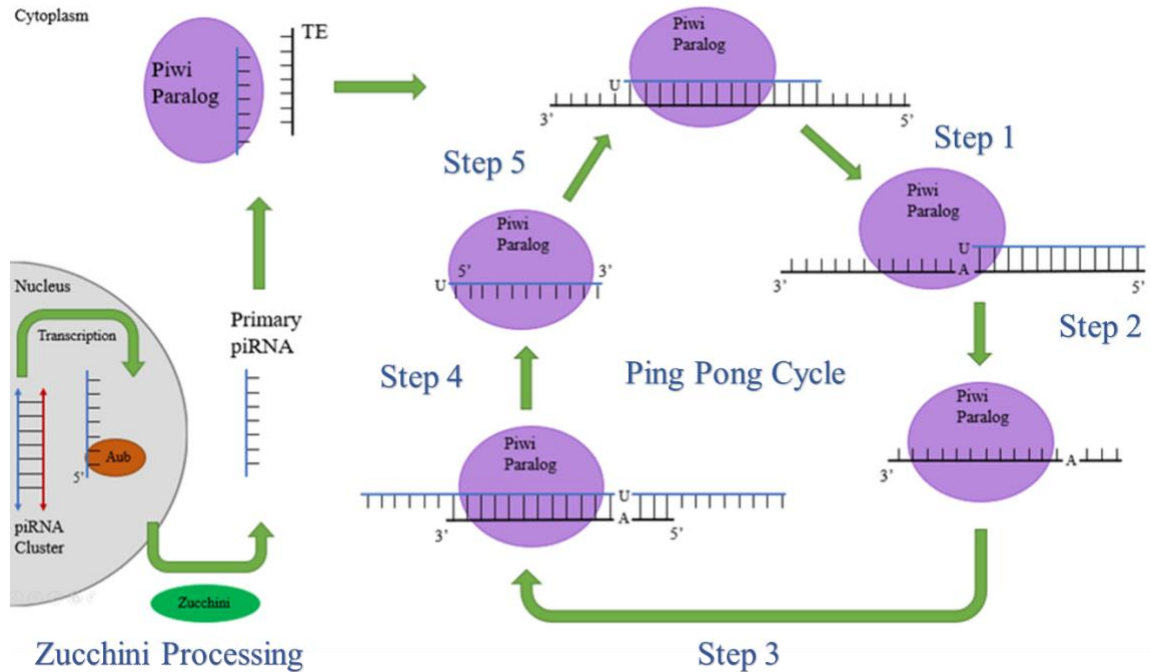 Cytoplasm
Piwi
Paralog
TE
Piwi
Paralog
U
3’
5’
Step 1
Piwi
Paralog
U
A
3’
5’
Step 2
Piwi
Paralog
3’
A
Step 3
Piwi
Paralog
U
A
3’
5’
Step 4
Piwi
Paralog
5’
3’
U
Step 5
Ping Pong Cycle
Nucleus
Transcription
Aub
5’
piRNA
Cluster
Primary
piRNA
Zucchini
Zucchini Processing